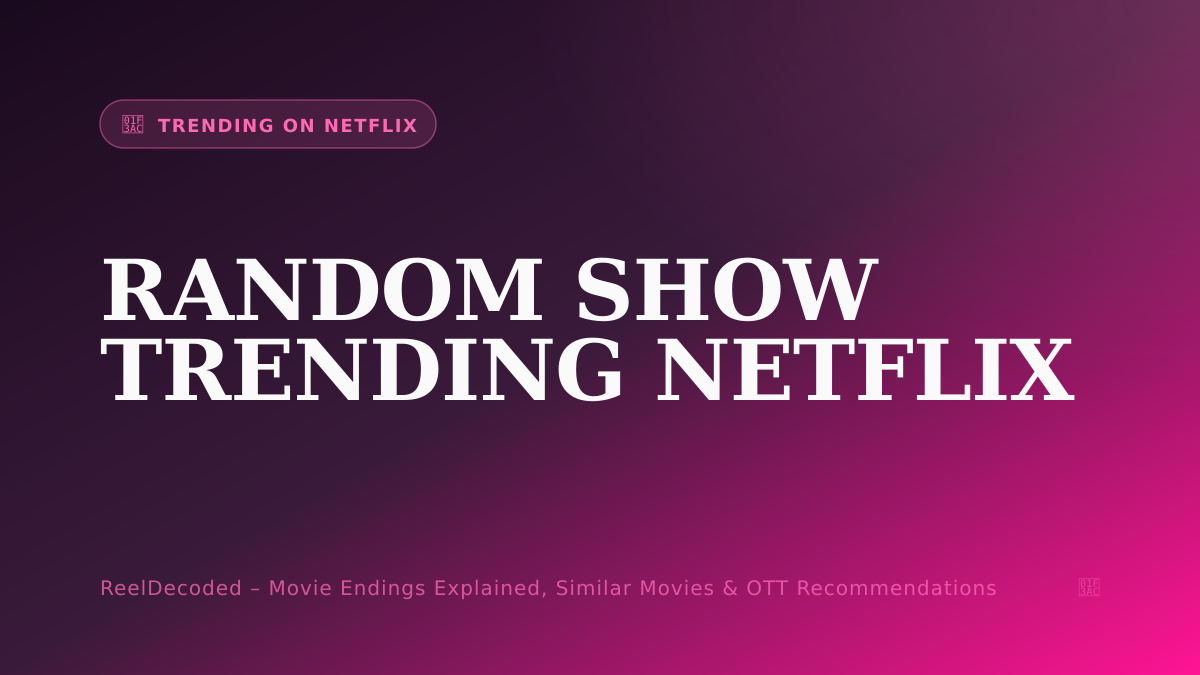 TRENDING ON NETFLIX
RANDOM SHOW
TRENDING NETFLIX
ReelDecoded – Movie Endings Explained, Similar Movies & OTT Recommendations